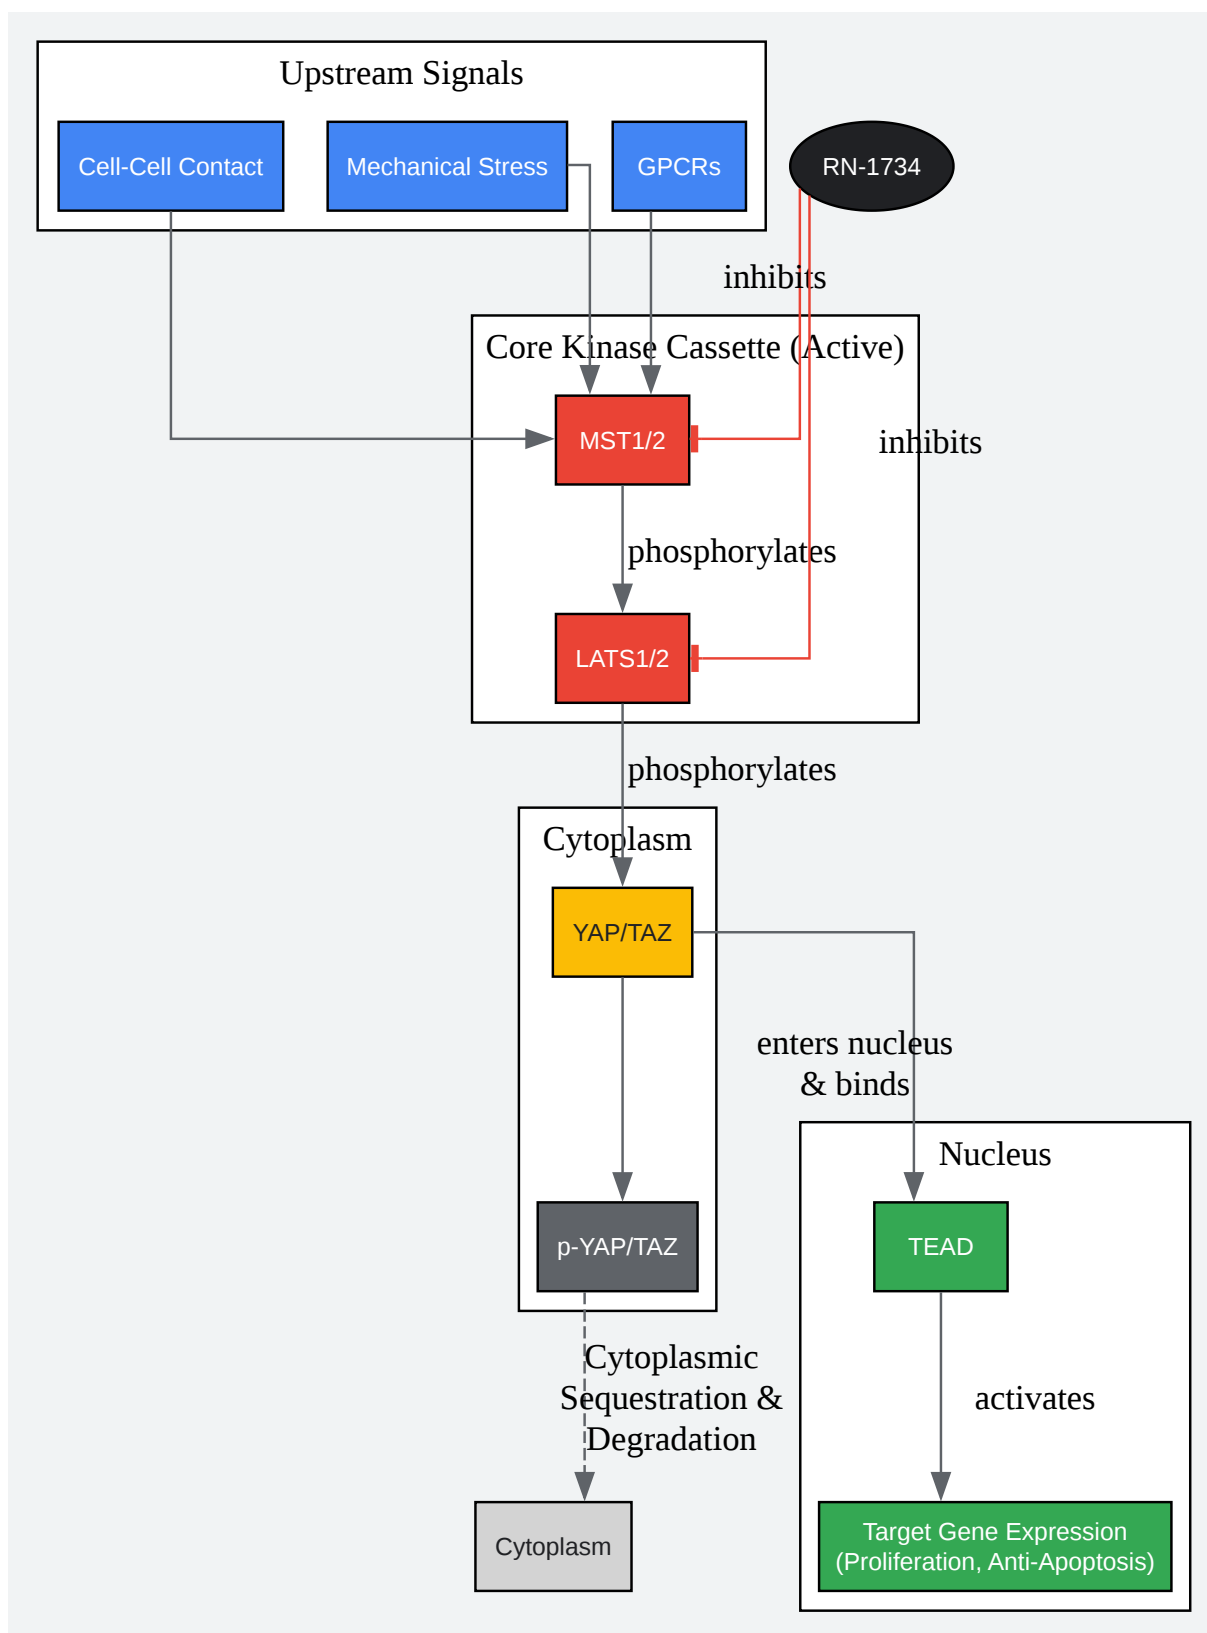 Upstream Signals
Cell-Cell Contact
Mechanical Stress
GPCRs
RN-1734
inhibits
Core Kinase Cassette (Active)
MST1/2
inhibits
phosphorylates
LATS1/2
phosphorylates
Cytoplasm
YAP/TAZ
enters nucleus
& binds
Nucleus
p-YAP/TAZ
TEAD
Cytoplasmic
Sequestration &
Degradation
activates
Cytoplasm
Target Gene Expression
(Proliferation, Anti-Apoptosis)